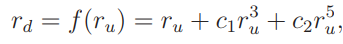 r_d = f(r_u) = r_u + c_1 r_u^3 + c_2 r_u^5,